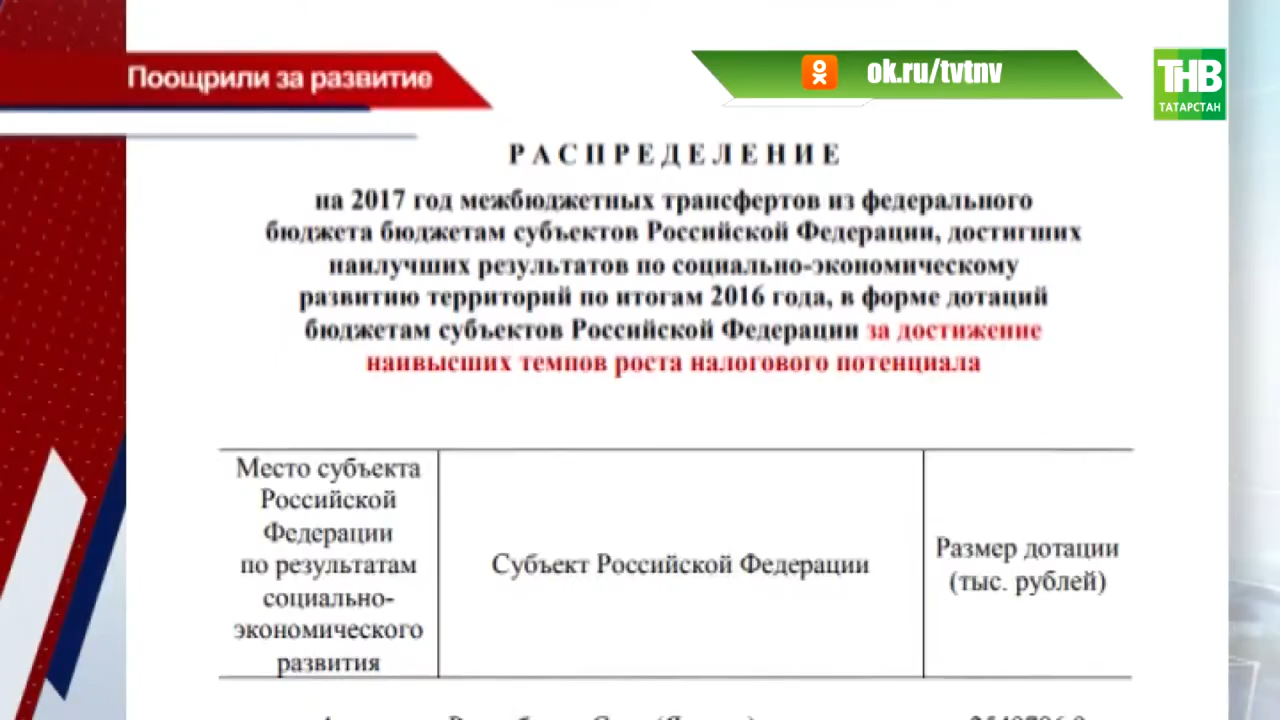 Поощрили за развитие
ok.ru/tvtnv
ТНВ
ТАТАРСТАН
РАСПРЕДЕЛЕНИЕ
на 2017 год межбюджетных трансфертов из федерального
бюджета бюджетам субъектов Российской Федерации, достигших
наилучших результатов по социально-экономическому
развитию территорий по итогам 2016 года, в форме дотаций
бюджетам субъектов Российской Федерации за достижение
наивысших темпов роста налогового потенциала
Место субъекта
Российской
Федерации
по результатам
социально-
экономического
развития
Субъект Российской Федерации
Размер дотации
(тыс. рублей)